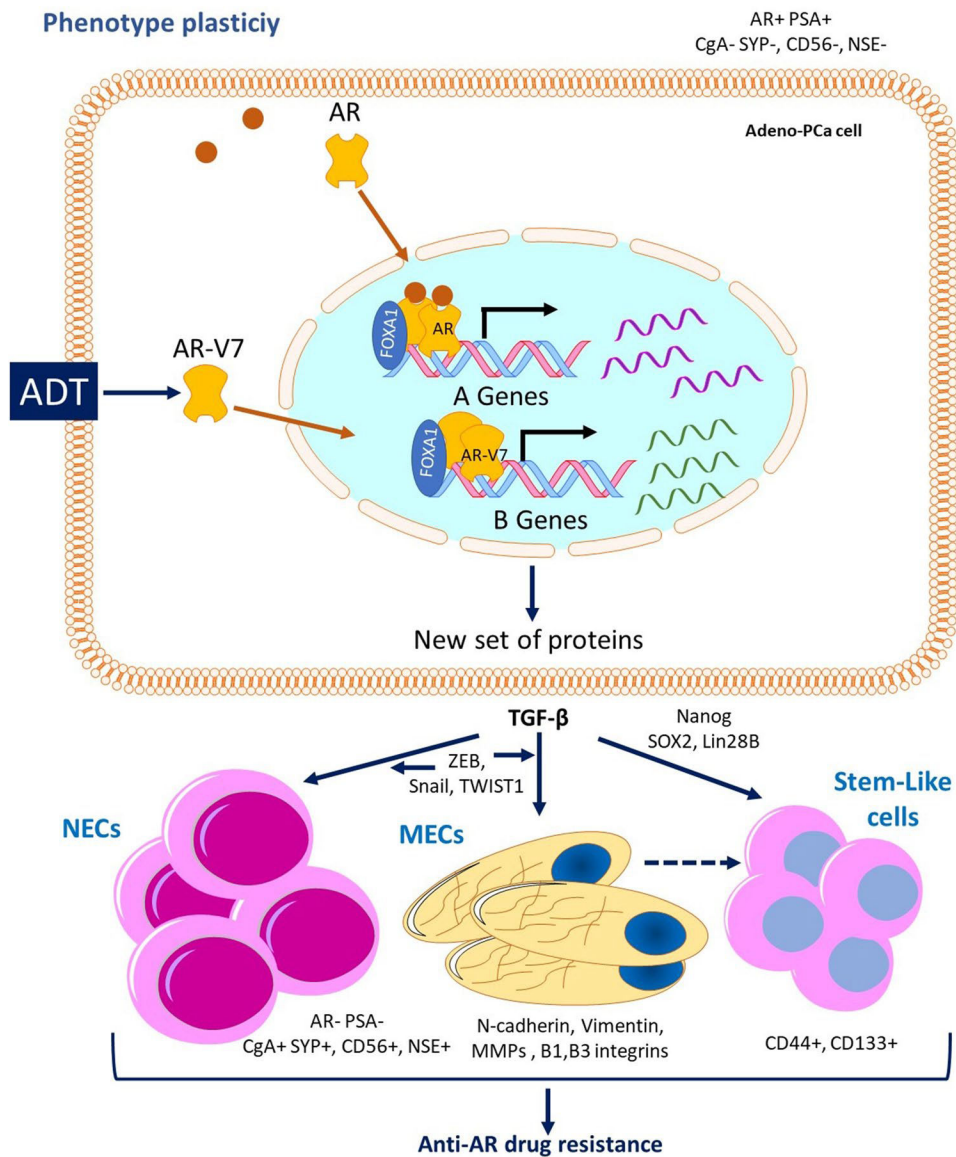 Phenotype plasticiy
AR+ PSA+
CgA- SYP-, CD56-, NSE-
AR
Adeno-PCa cell
FOXA1
AR
A Genes
AR-V7
ADT
FOXA1
AR-V7
B Genes
New set of proteins
TGF-β
Nanog
SOX2, Lin28B
ZEB,
Snail, TWIST1
NECs
MECs
Stem-Like
cells
AR- PSA-
CgA+ SYP+, CD56+, NSE+
N-cadherin, Vimentin,
MMPs , B1,B3 integrins
CD44+, CD133+
Anti-AR drug resistance